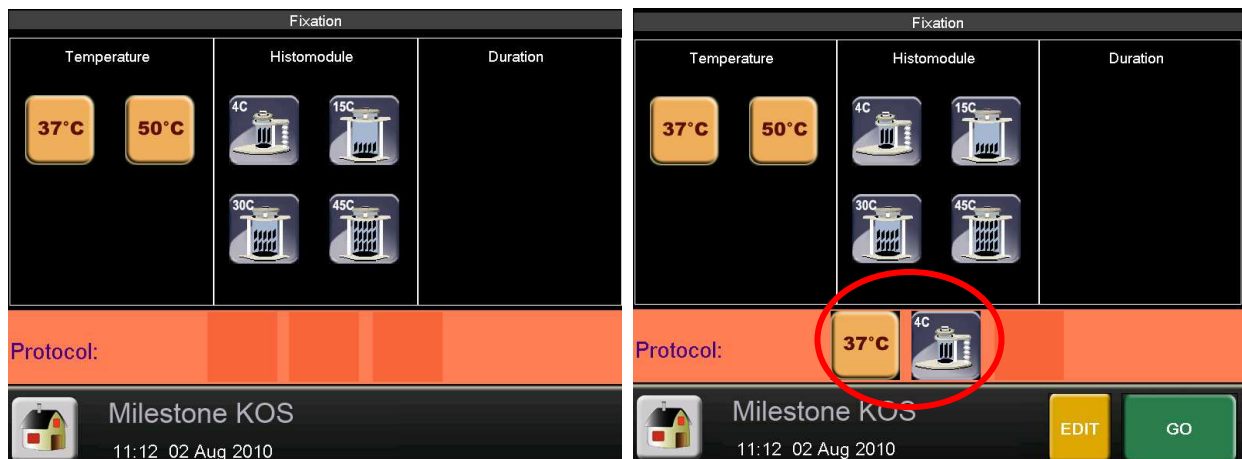 Fixation
Temperature Histomodule Duration
37°C 50°C 4C 15C
30C 45C
Protocol:
Milestone KOS
11:12 02 Aug 2010
Fixation
Temperature Histomodule Duration
37°C 50°C 4C 15C
30C 45C
Protocol: 37°C 4C
Milestone KOS
11:12 02 Aug 2010
EDIT GO